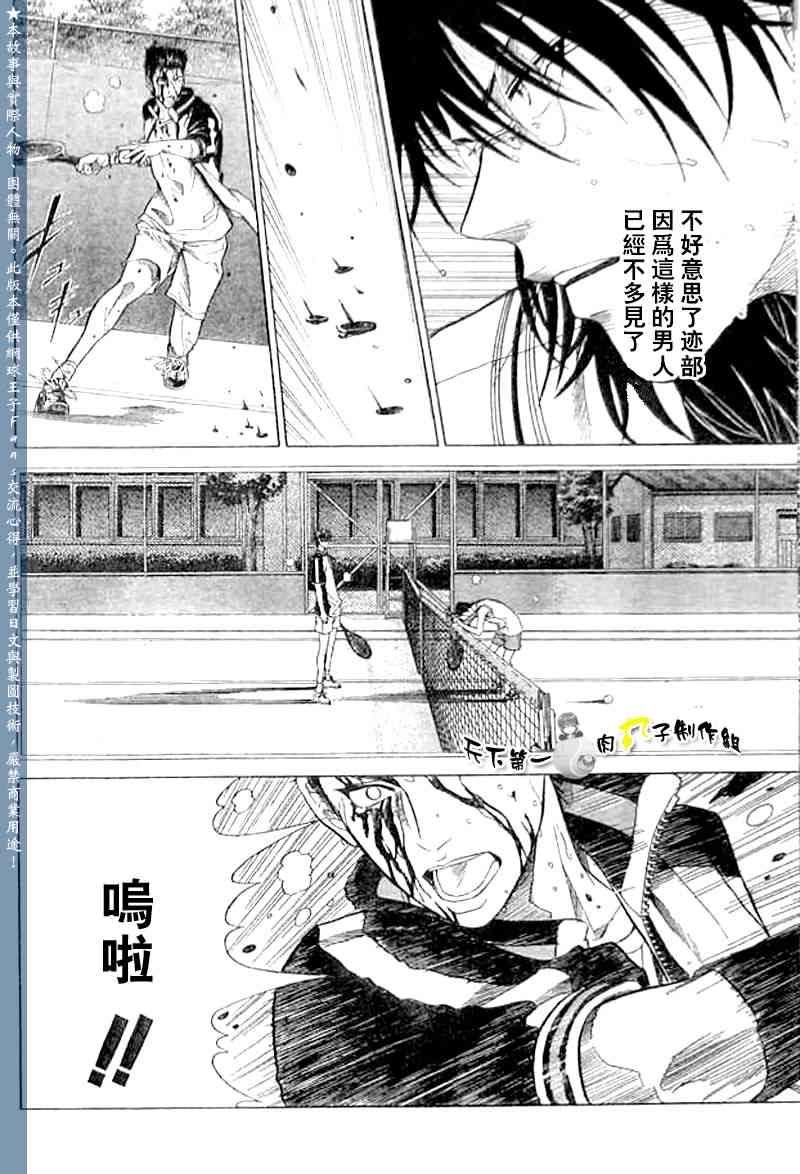 ★本故事與實際人物、團體無關。此版本僅供網球王子Fans交流心得，並學習日文與製圖技術，嚴禁商業用途！
不好意思了迹部
因爲這樣的男人
已經不多見了
天下第一 肉丸子制作組
嗚啦!!